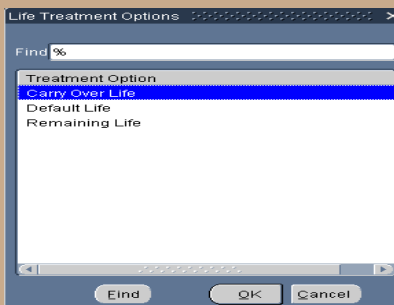 Life Treatment Options
Find %
Treatment Option
Carry Over Life
Default Life
Remaining Life
Find OK Cancel